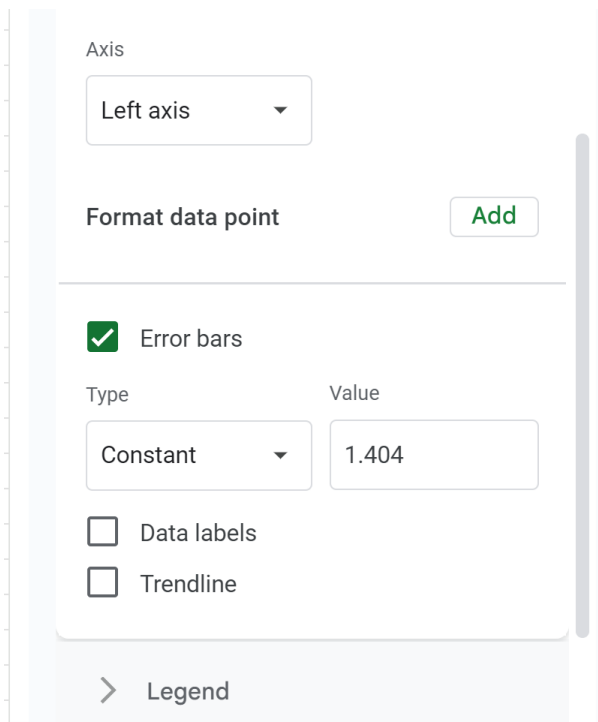 Axis
Left axis
Format data point
Add
Error bars
Type
Value
Constant
1.404
Data labels
Trendline
Legend